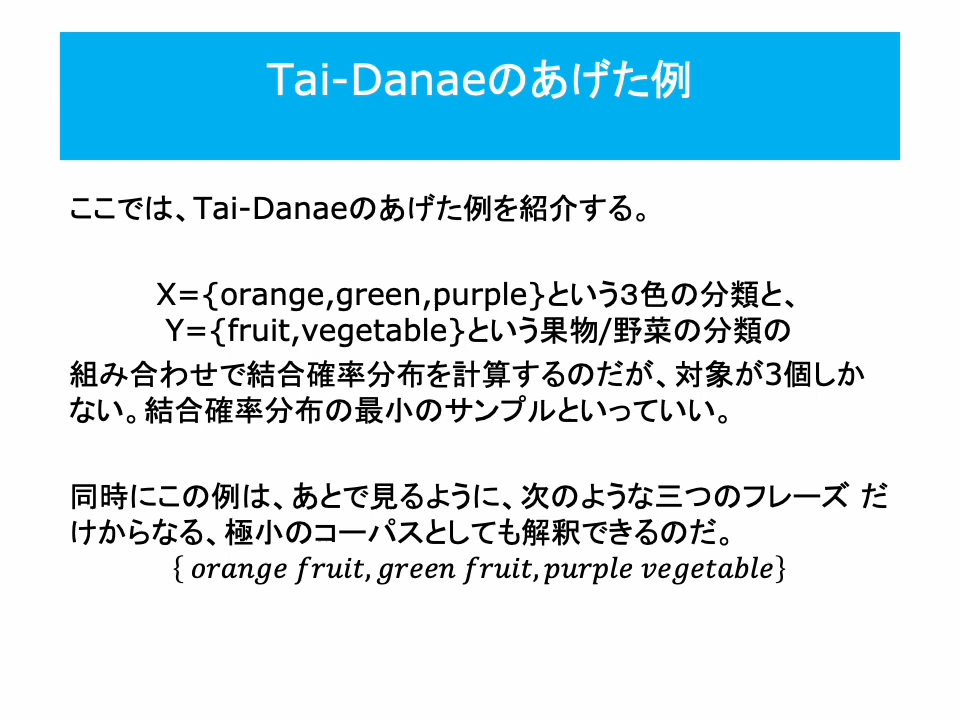 Tai-Danaeのあげた例
ここでは、Tai-Danaeのあげた例を紹介する。
X={orange,green,purple}という３色の分類と、
Y={fruit,vegetable}という果物/野菜の分類の
組み合わせで結合確率分布を計算するのだが、対象が3個しか
ない。結合確率分布の最小のサンプルといっていい。
同時にこの例は、あとで見るように、次のような三つのフレーズ だ
けからなる、極小のコーパスとしても解釈できるのだ。
{ orange fruit, green fruit, purple vegetable}